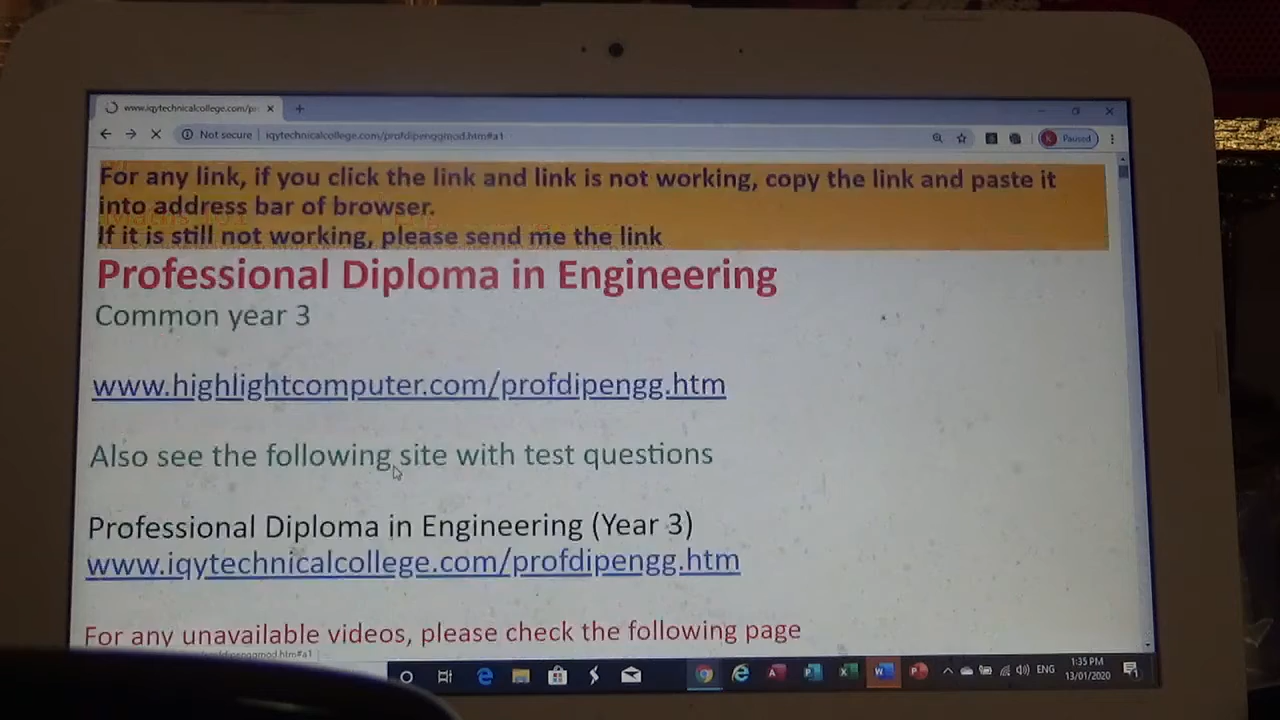 www.iqytechnicalcollege.com/pr
Not secure | iqytechnicalcollege.com/profdipenggmod.htm#a1
Paused
For any link, if you click the link and link is not working, copy the link and paste it
into address bar of browser.
If it is still not working, please send me the link
Professional Diploma in Engineering
Common year 3
www.highlightcomputer.com/profdipengg.htm
Also see the following site with test questions
Professional Diploma in Engineering (Year 3)
www.iqytechnicalcollege.com/profdipengg.htm
For any unavailable videos, please check the following page
ENG
1:35 PM
13/01/2020